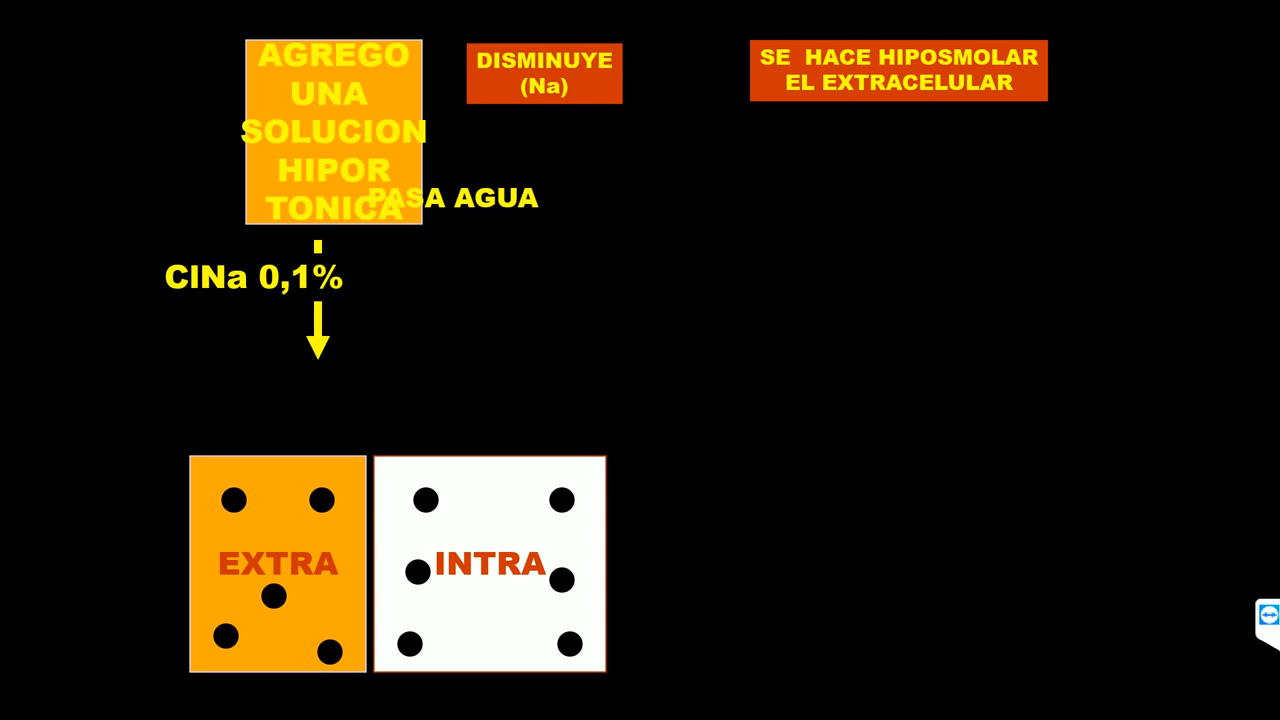 AGREGO
UNA
SOLUCION
HIPOR
TONICA
DISMINUYE
(Na)
SE HACE HIPOSMOLAR
EL EXTRACELULAR
PASA AGUA
ClNa 0,1%
EXTRA
INTRA